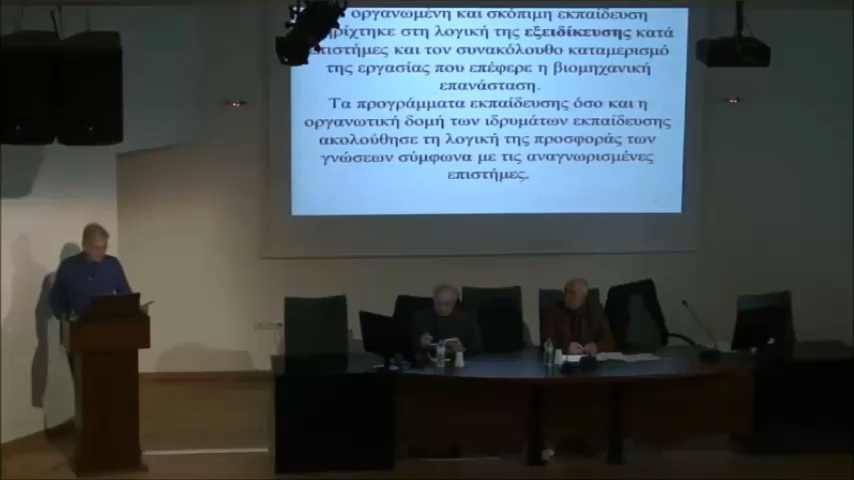 οργανωμένη και σκόπιμη εκπαίδευση
στη λογική της εξειδίκευσης κατά
επιστήμες και τον συνακόλουθο καταμερισμό
της εργασίας που επέφερε η βιομηχανική
επανάσταση.
Τα προγράμματα εκπαίδευσης όσο και η
οργανωτική δομή των ιδρυμάτων εκπαίδευσης
ακολούθησε τη λογική της προσφοράς των
γνώσεων σύμφωνα με τις αναγνωρισμένες
επιστήμες.